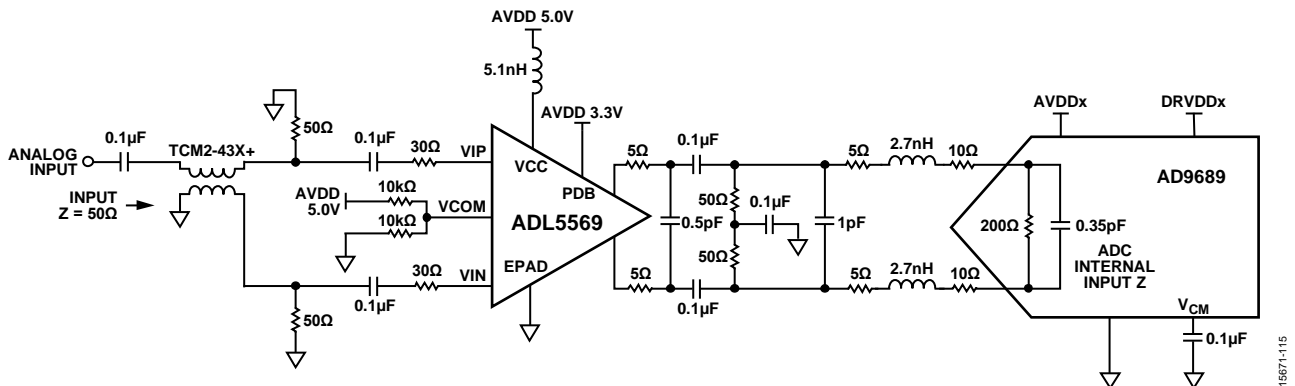 AVDD 5.0V
5.1nH
AVDD 3.3V
AVDDx
DRVDDx
50Ω
0.1µF
TCM2-43X+
0.1µF
30Ω
VIP
VCC
5Ω
0.1µF
5Ω
2.7nH
10Ω
AD9689
ANALOG
INPUT
INPUT
Z = 50Ω
AVDD
5.0V
10kΩ
10kΩ
VCOM
PDB
ADL5569
0.5pF
50Ω
0.1µF
50Ω
1pF
200Ω
0.35pF
ADC
INTERNAL
INPUT Z
30Ω
VIN
EPAD
5Ω
0.1µF
5Ω
2.7nH
10Ω
0.1µF
50Ω
VCM
0.1µF
15671-115